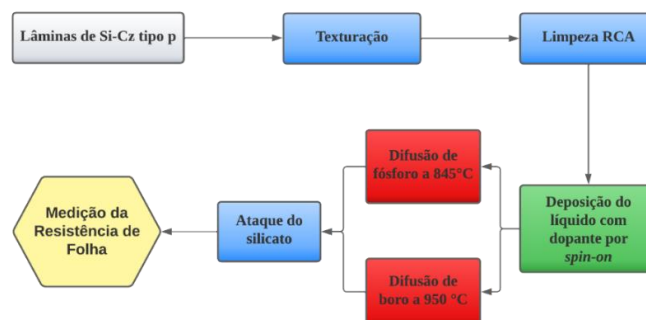 Lâminas de Si-Cz tipo p
Texturação
Limpeza RCA
Deposição do
líquido com
dopante por
spin-on
Difusão de
fósforo a 845°C
Difusão de
boro a 950 °C
Ataque do
silicato
Medição da
Resistência de
Folha